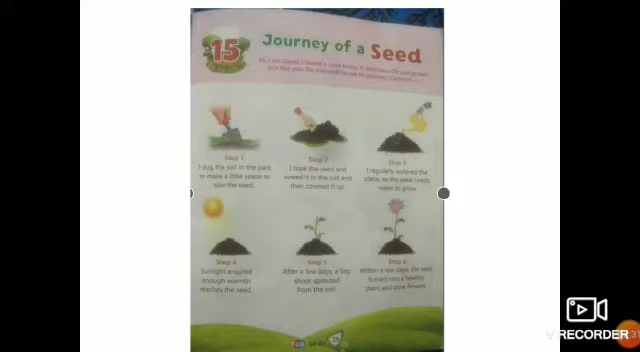 15
Journey of a Seed
Step 1
I dug the soil in the park
to make a little space to
sow the seed.
Step 2
I took the seed and
sowed it in the soil and
then covered it up.
Step 3
I regularly watered the
place, as the seed needs
water to grow.
Step 4
Sunlight ensured
enough warmth
reaches the seed.
Step 5
After a few days, a tiny
shoot sprouted
from the soil.
Step 6
Within a few days, the seed
turned into a healthy
plant and bore flowers.
V RECORDER